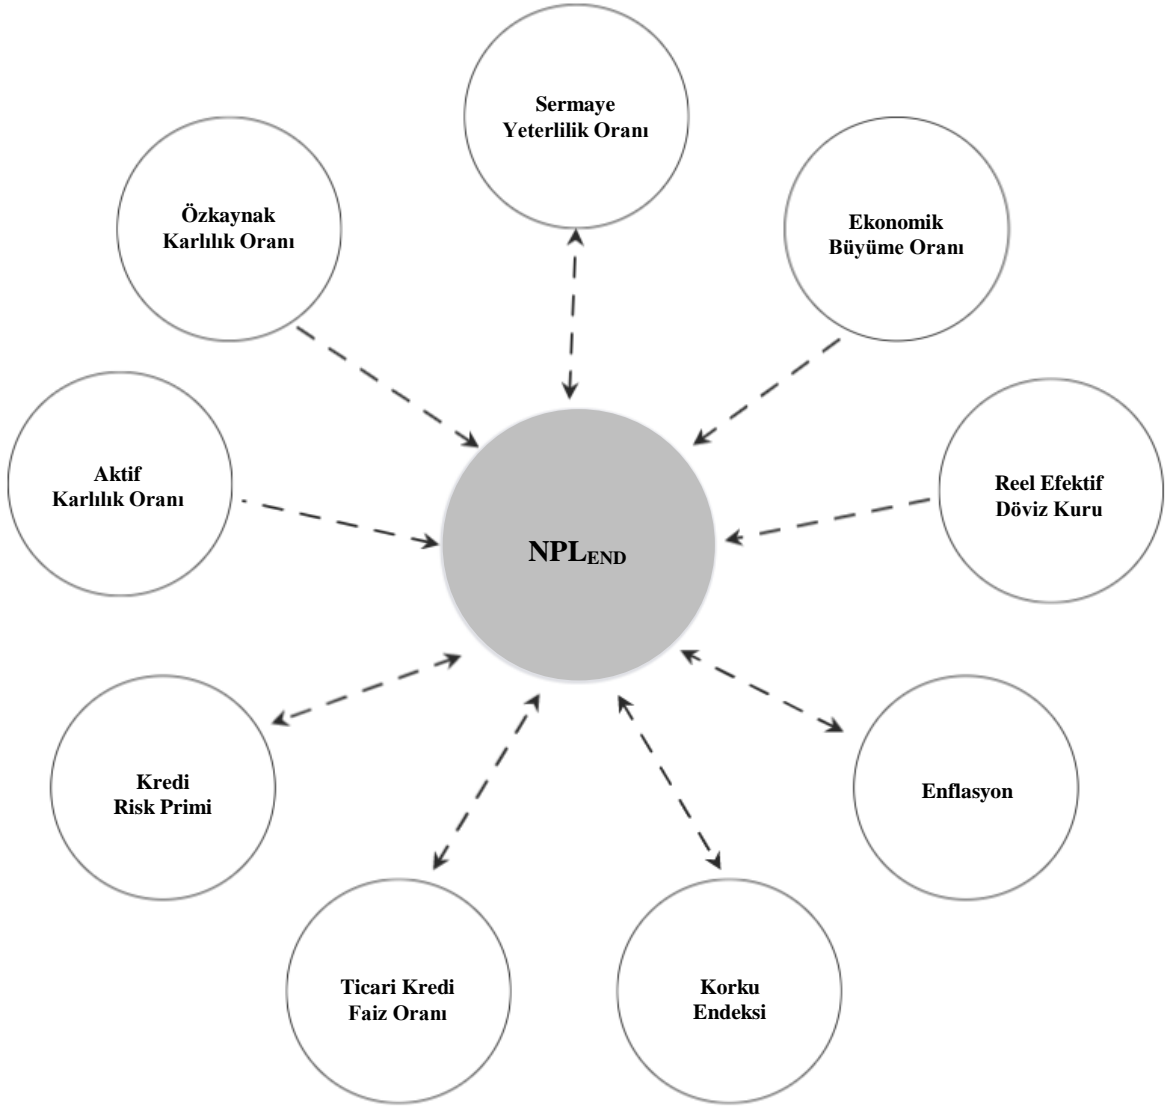 Sermaye
Yeterlilik Oranı
Özkaynak
Karlılık Oranı
Ekonomik
Büyüme Oranı
Aktif
Karlılık Oranı
Reel Efektif
Döviz Kuru
NPLEND
Kredi
Risk Primi
Enflasyon
Ticari Kredi
Faiz Oranı
Korku
Endeksi